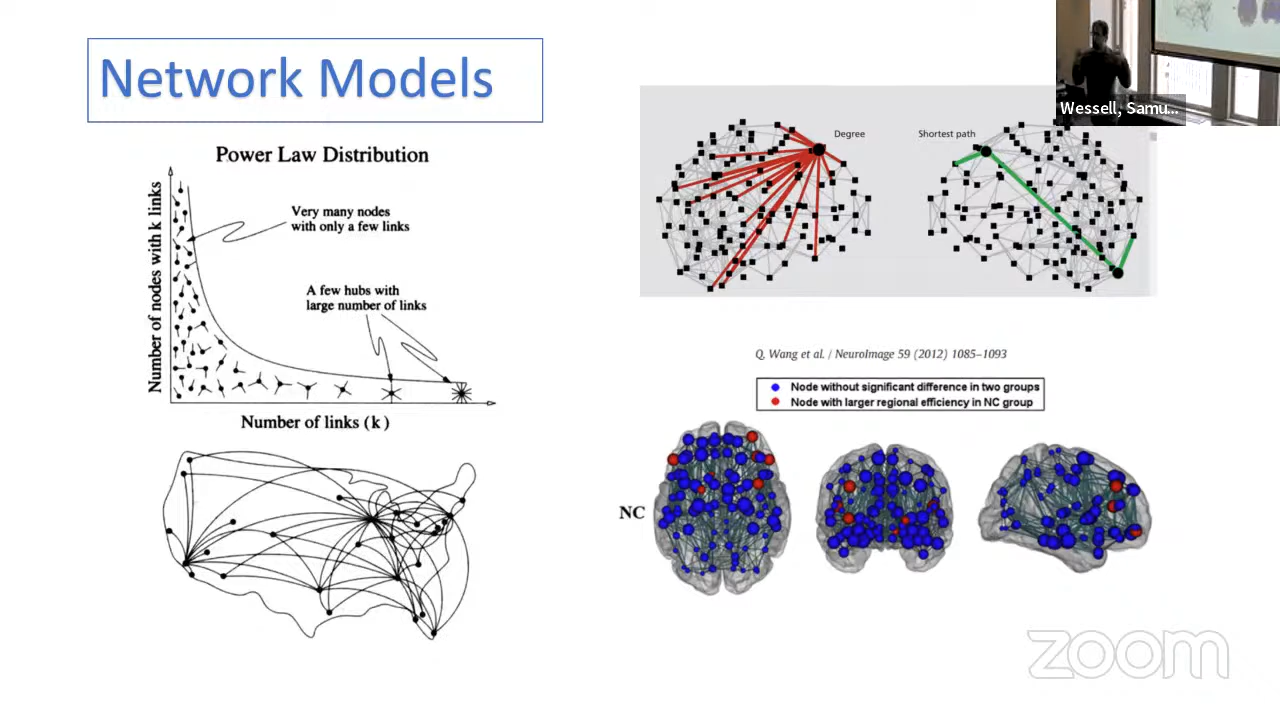 Network Models
Power Law Distribution
Number of nodes with k links
Very many nodes
with only a few links
A few hubs with
large number of links
Number of links (k)
Degree
Shortest path
Wessell, Samu...
Q. Wang et al. / NeuroImage 59 (2012) 1085–1093
Node without significant difference in two groups
Node with larger regional efficiency in NC group
NC
zoom